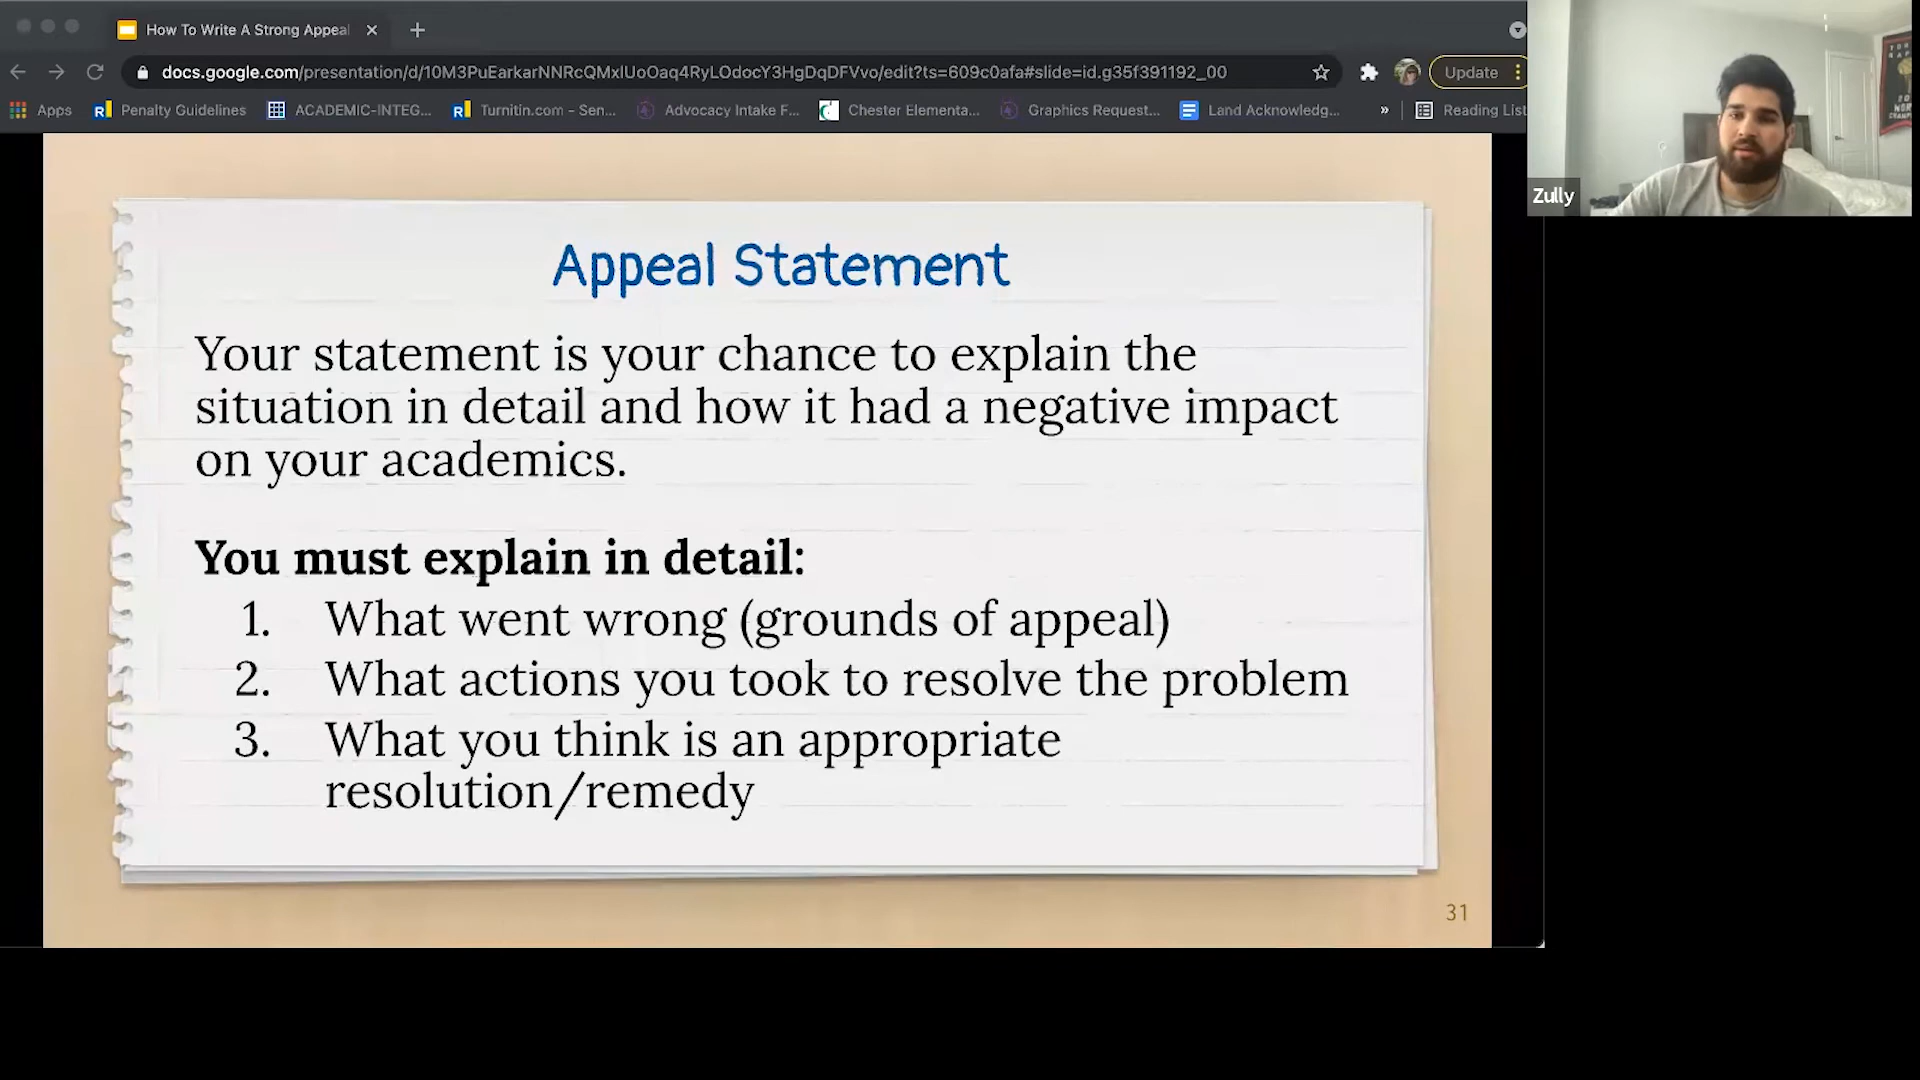 How To Write A Strong Appeal
docs.google.com/presentation/d/10M3PuEarkarNNRcQMxlUoOaq4RyLOdocY3HgDqDFVvo/edit?ts=609c0afa#slide=id.g35f391192_00
Update
Apps
Penalty Guidelines
ACADEMIC-INTEG...
Turnitin.com – Sen...
Advocacy Intake F...
Chester Elementa...
Graphics Request...
Land Acknowledg...
»
Reading List
Zully
Appeal Statement
Your statement is your chance to explain the
situation in detail and how it had a negative impact
on your academics.
You must explain in detail:
1. What went wrong (grounds of appeal)
2. What actions you took to resolve the problem
3. What you think is an appropriate
resolution/remedy
31